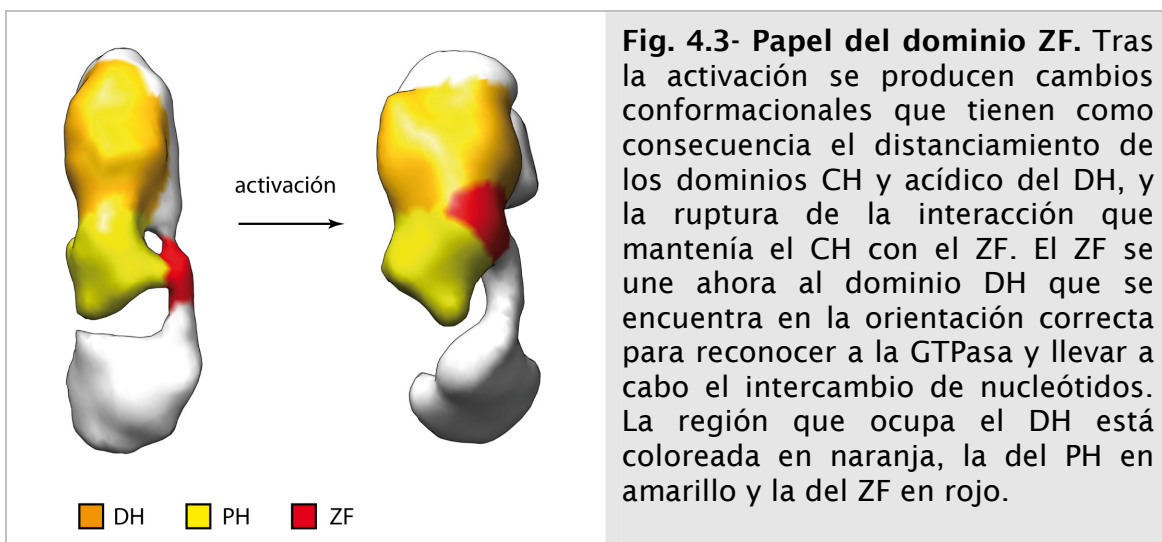 activación
DH
PH
ZF
Fig. 4.3- Papel del dominio ZF. Tras
la activación se producen cambios
conformacionales que tienen como
consecuencia el distanciamiento de
los dominios CH y acídico del DH, y
la ruptura de la interacción que
mantenía el CH con el ZF. El ZF se
une ahora al dominio DH que se
encuentra en la orientación correcta
para reconocer a la GTPasa y llevar a
cabo el intercambio de nucleótidos.
La región que ocupa el DH está
coloreada en naranja, la del PH en
amarillo y la del ZF en rojo.